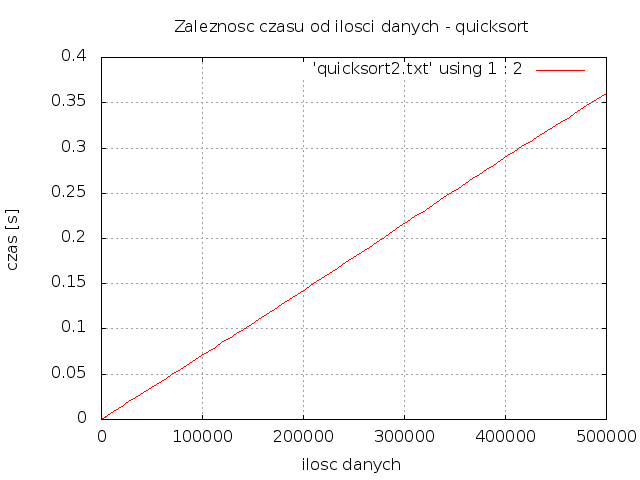 Zaleznosc czasu od ilosci danych - quicksort
'quicksort2.txt' using 1 : 2
0.4
0.35
0.3
0.25
0.2
0.15
0.1
0.05
0
czas [s]
0 100000 200000 300000 400000 500000
ilosc danych